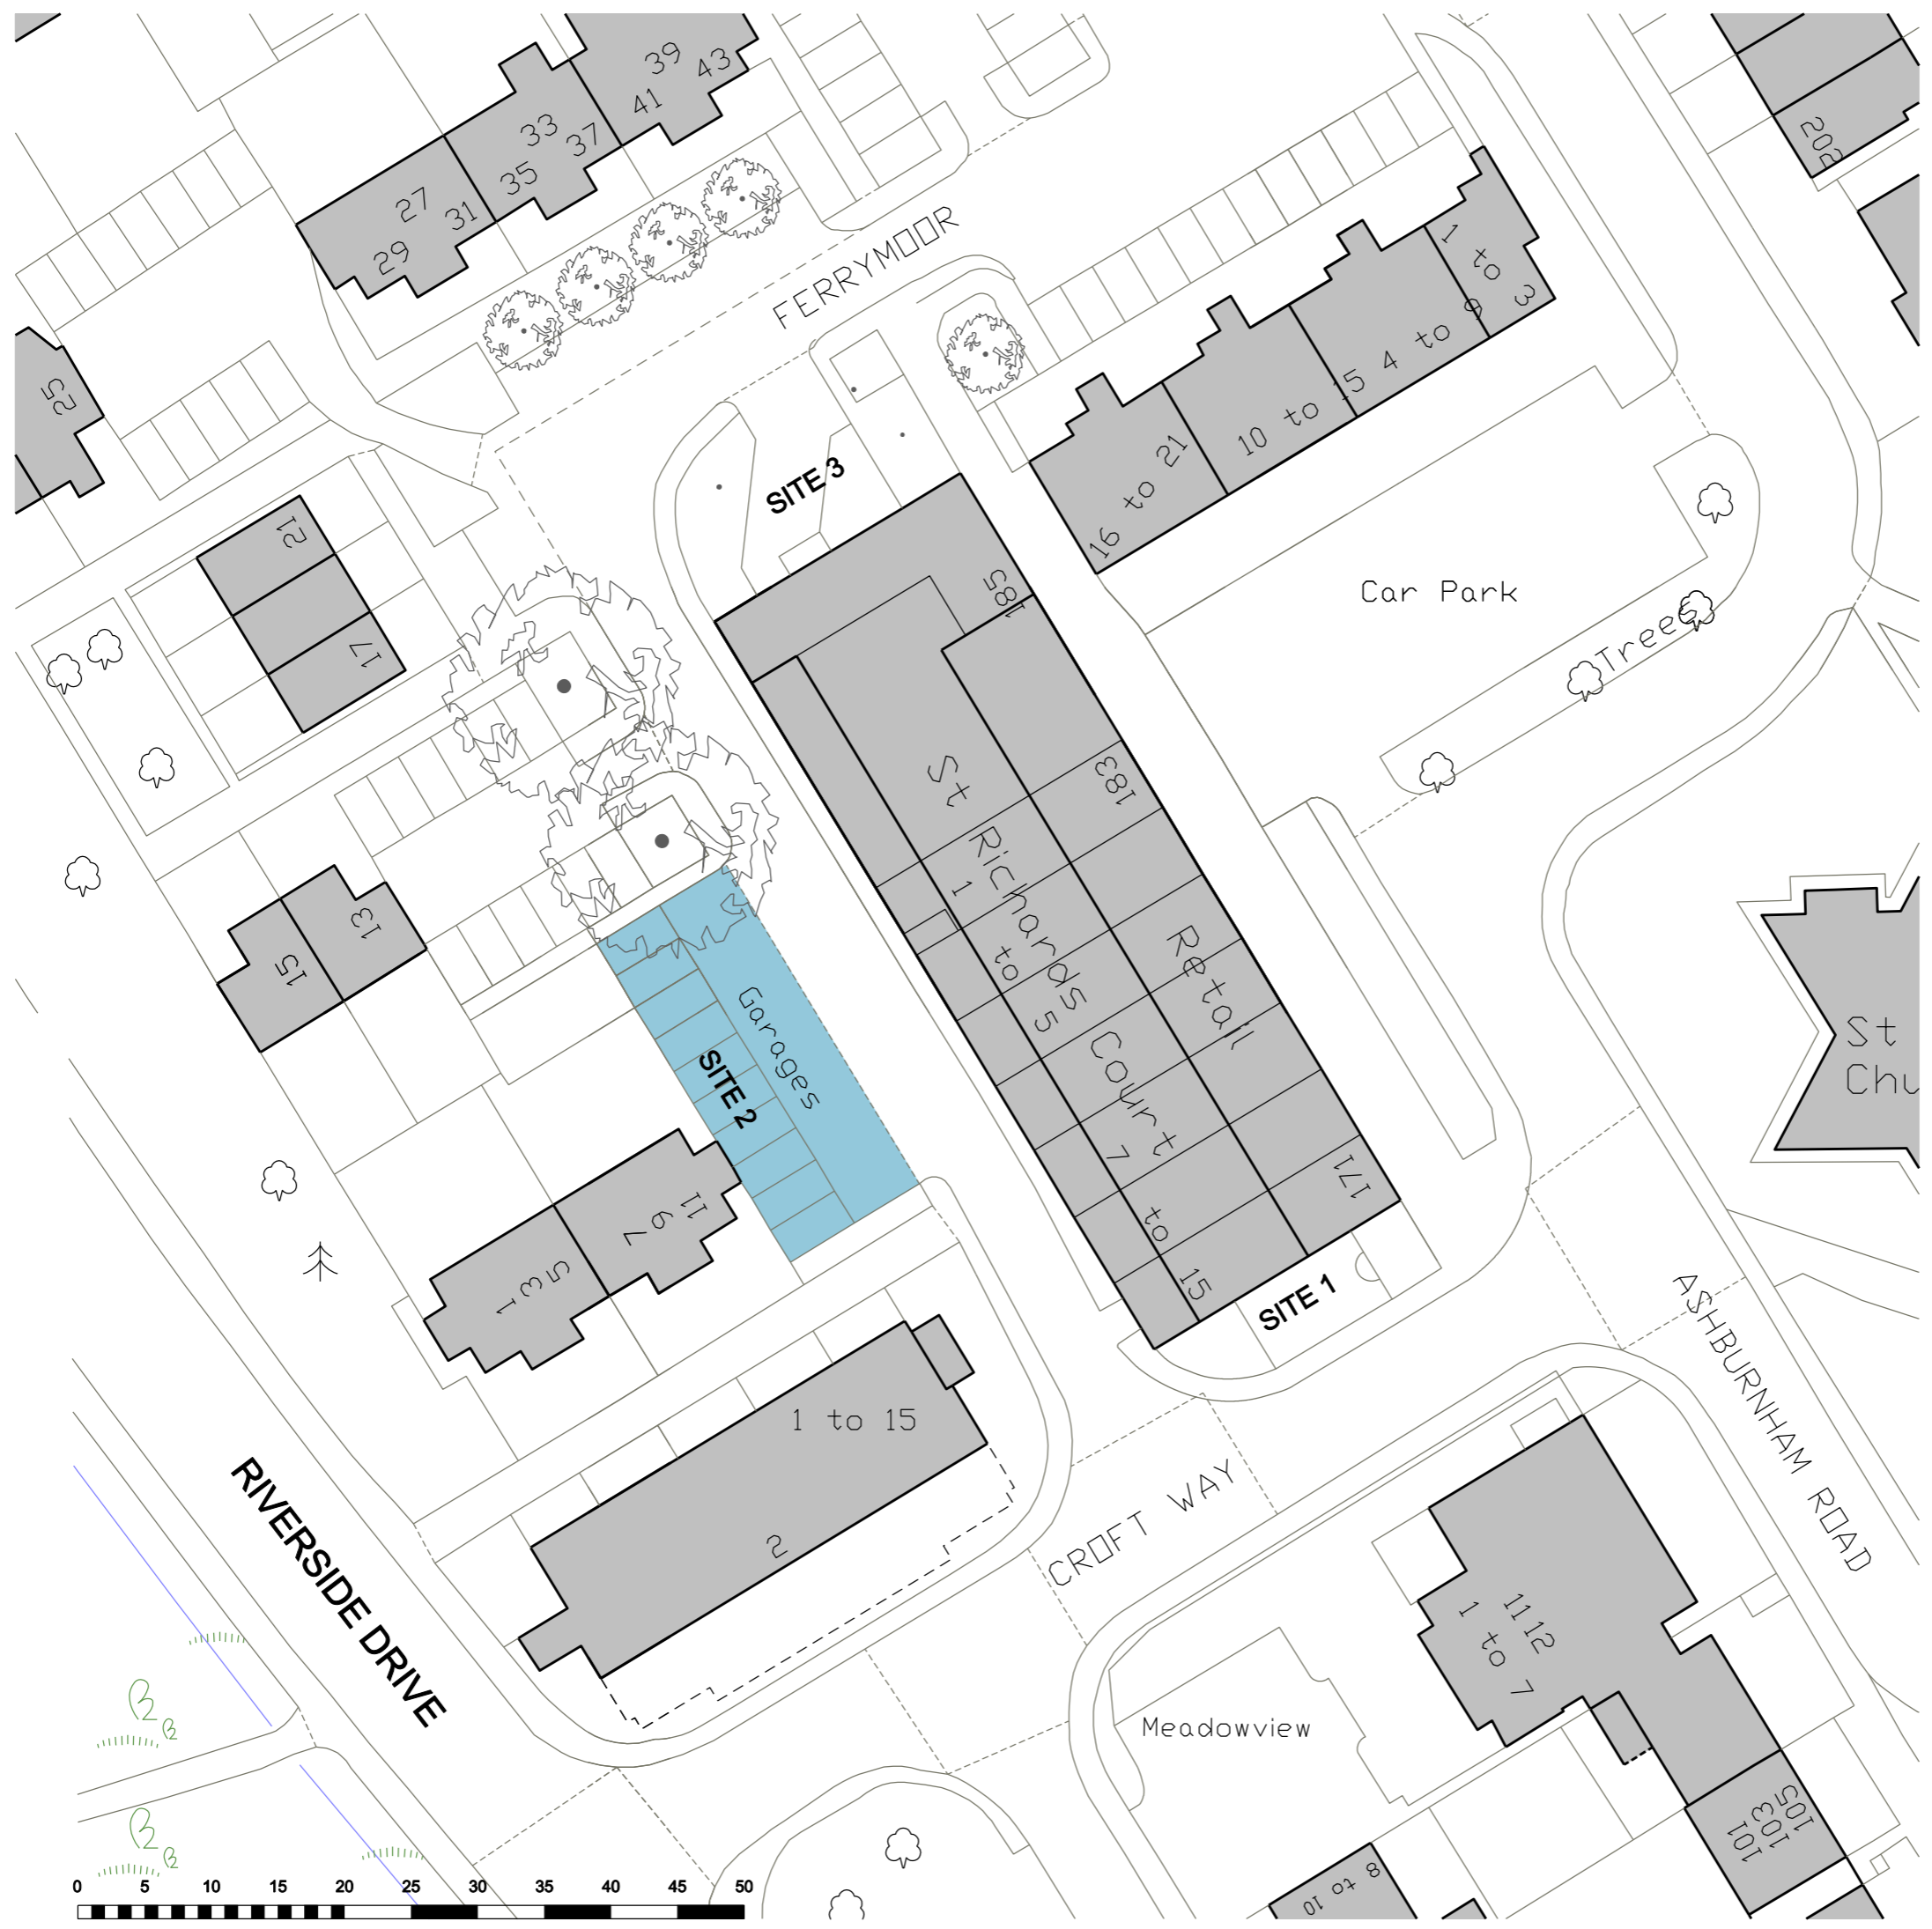 39
43
41
33
37
35
27
31
29
202
FERRYMOOR
1 to 3
4 to 9
10 to 15
16 to 21
25
21
17
SITE 3
185
Car Park
Trees
183
St Richards Court
1 to 5
7 to 15
Retail
171
13
15
Garages
SITE 2
11
9
7
5
3
1
St
Chu
SITE 1
1 to 15
2
ASHBURNHAM ROAD
CROFT WAY
RIVERSIDE DRIVE
1112
1 to 7
Meadowview
105
103
101
8 to 10
0 5 10 15 20 25 30 35 40 45 50